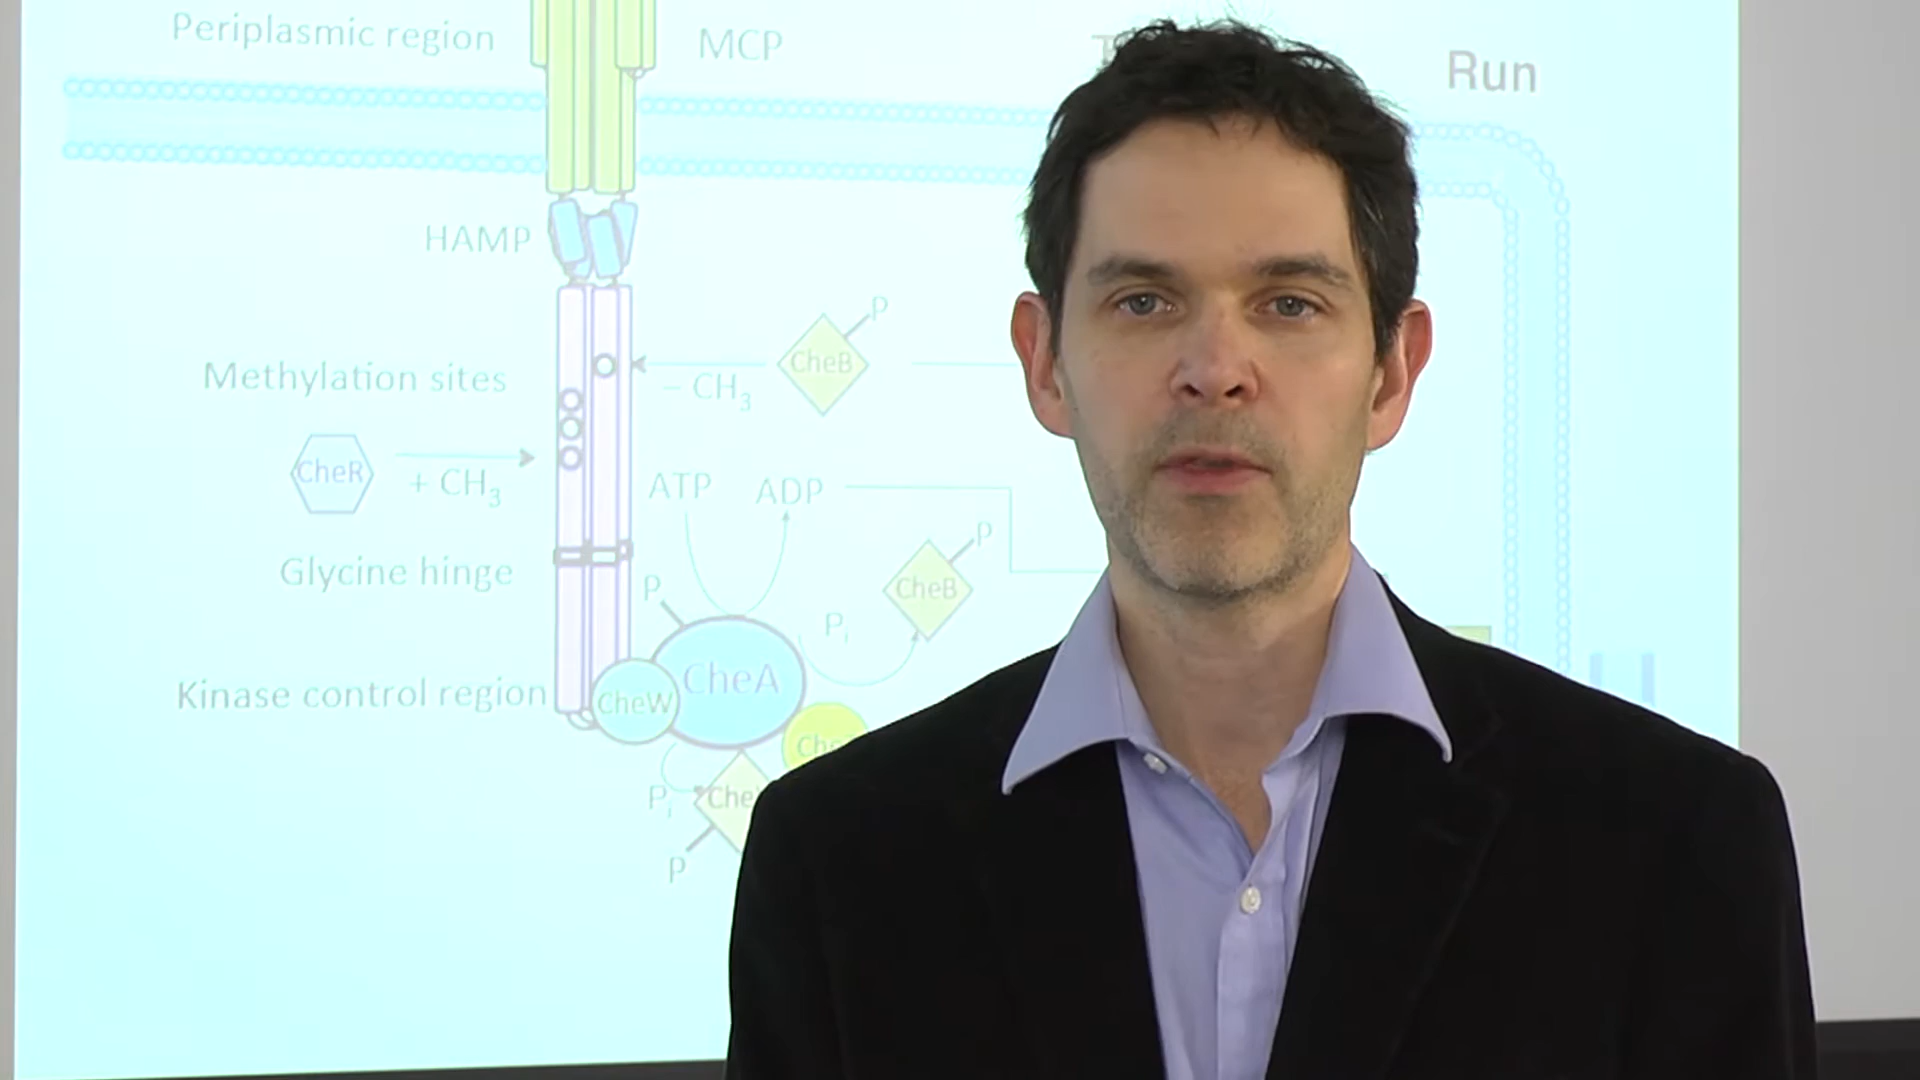 Periplasmic region
MCP
Run
HAMP
P
CheB
Methylation sites
– CH3
CheR
+ CH3
ATP
ADP
P
Glycine hinge
P
CheB
Pi
CheA
Kinase control region
CheW
Pi
P